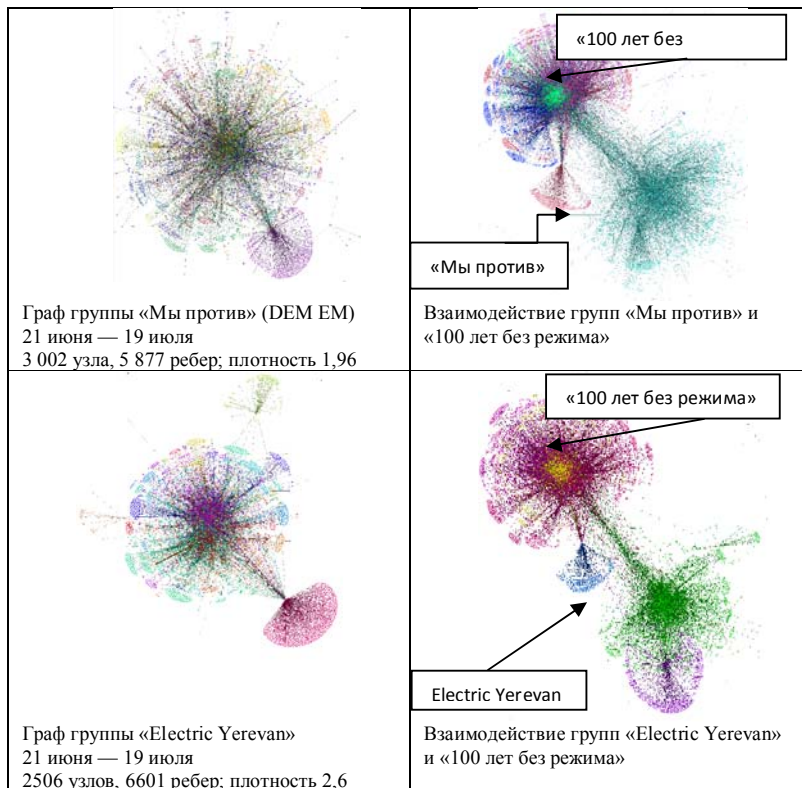 «100 лет без
«Мы против»
Граф группы «Мы против» (DEM EM)
21 июня — 19 июля
3 002 узла, 5 877 ребер; плотность 1,96
Взаимодействие групп «Мы против» и
«100 лет без режима»
«100 лет без режима»
Electric Yerevan
Граф группы «Electric Yerevan»
21 июня — 19 июля
2506 узлов, 6601 ребер; плотность 2,6
Взаимодействие групп «Electric Yerevan»
и «100 лет без режима»